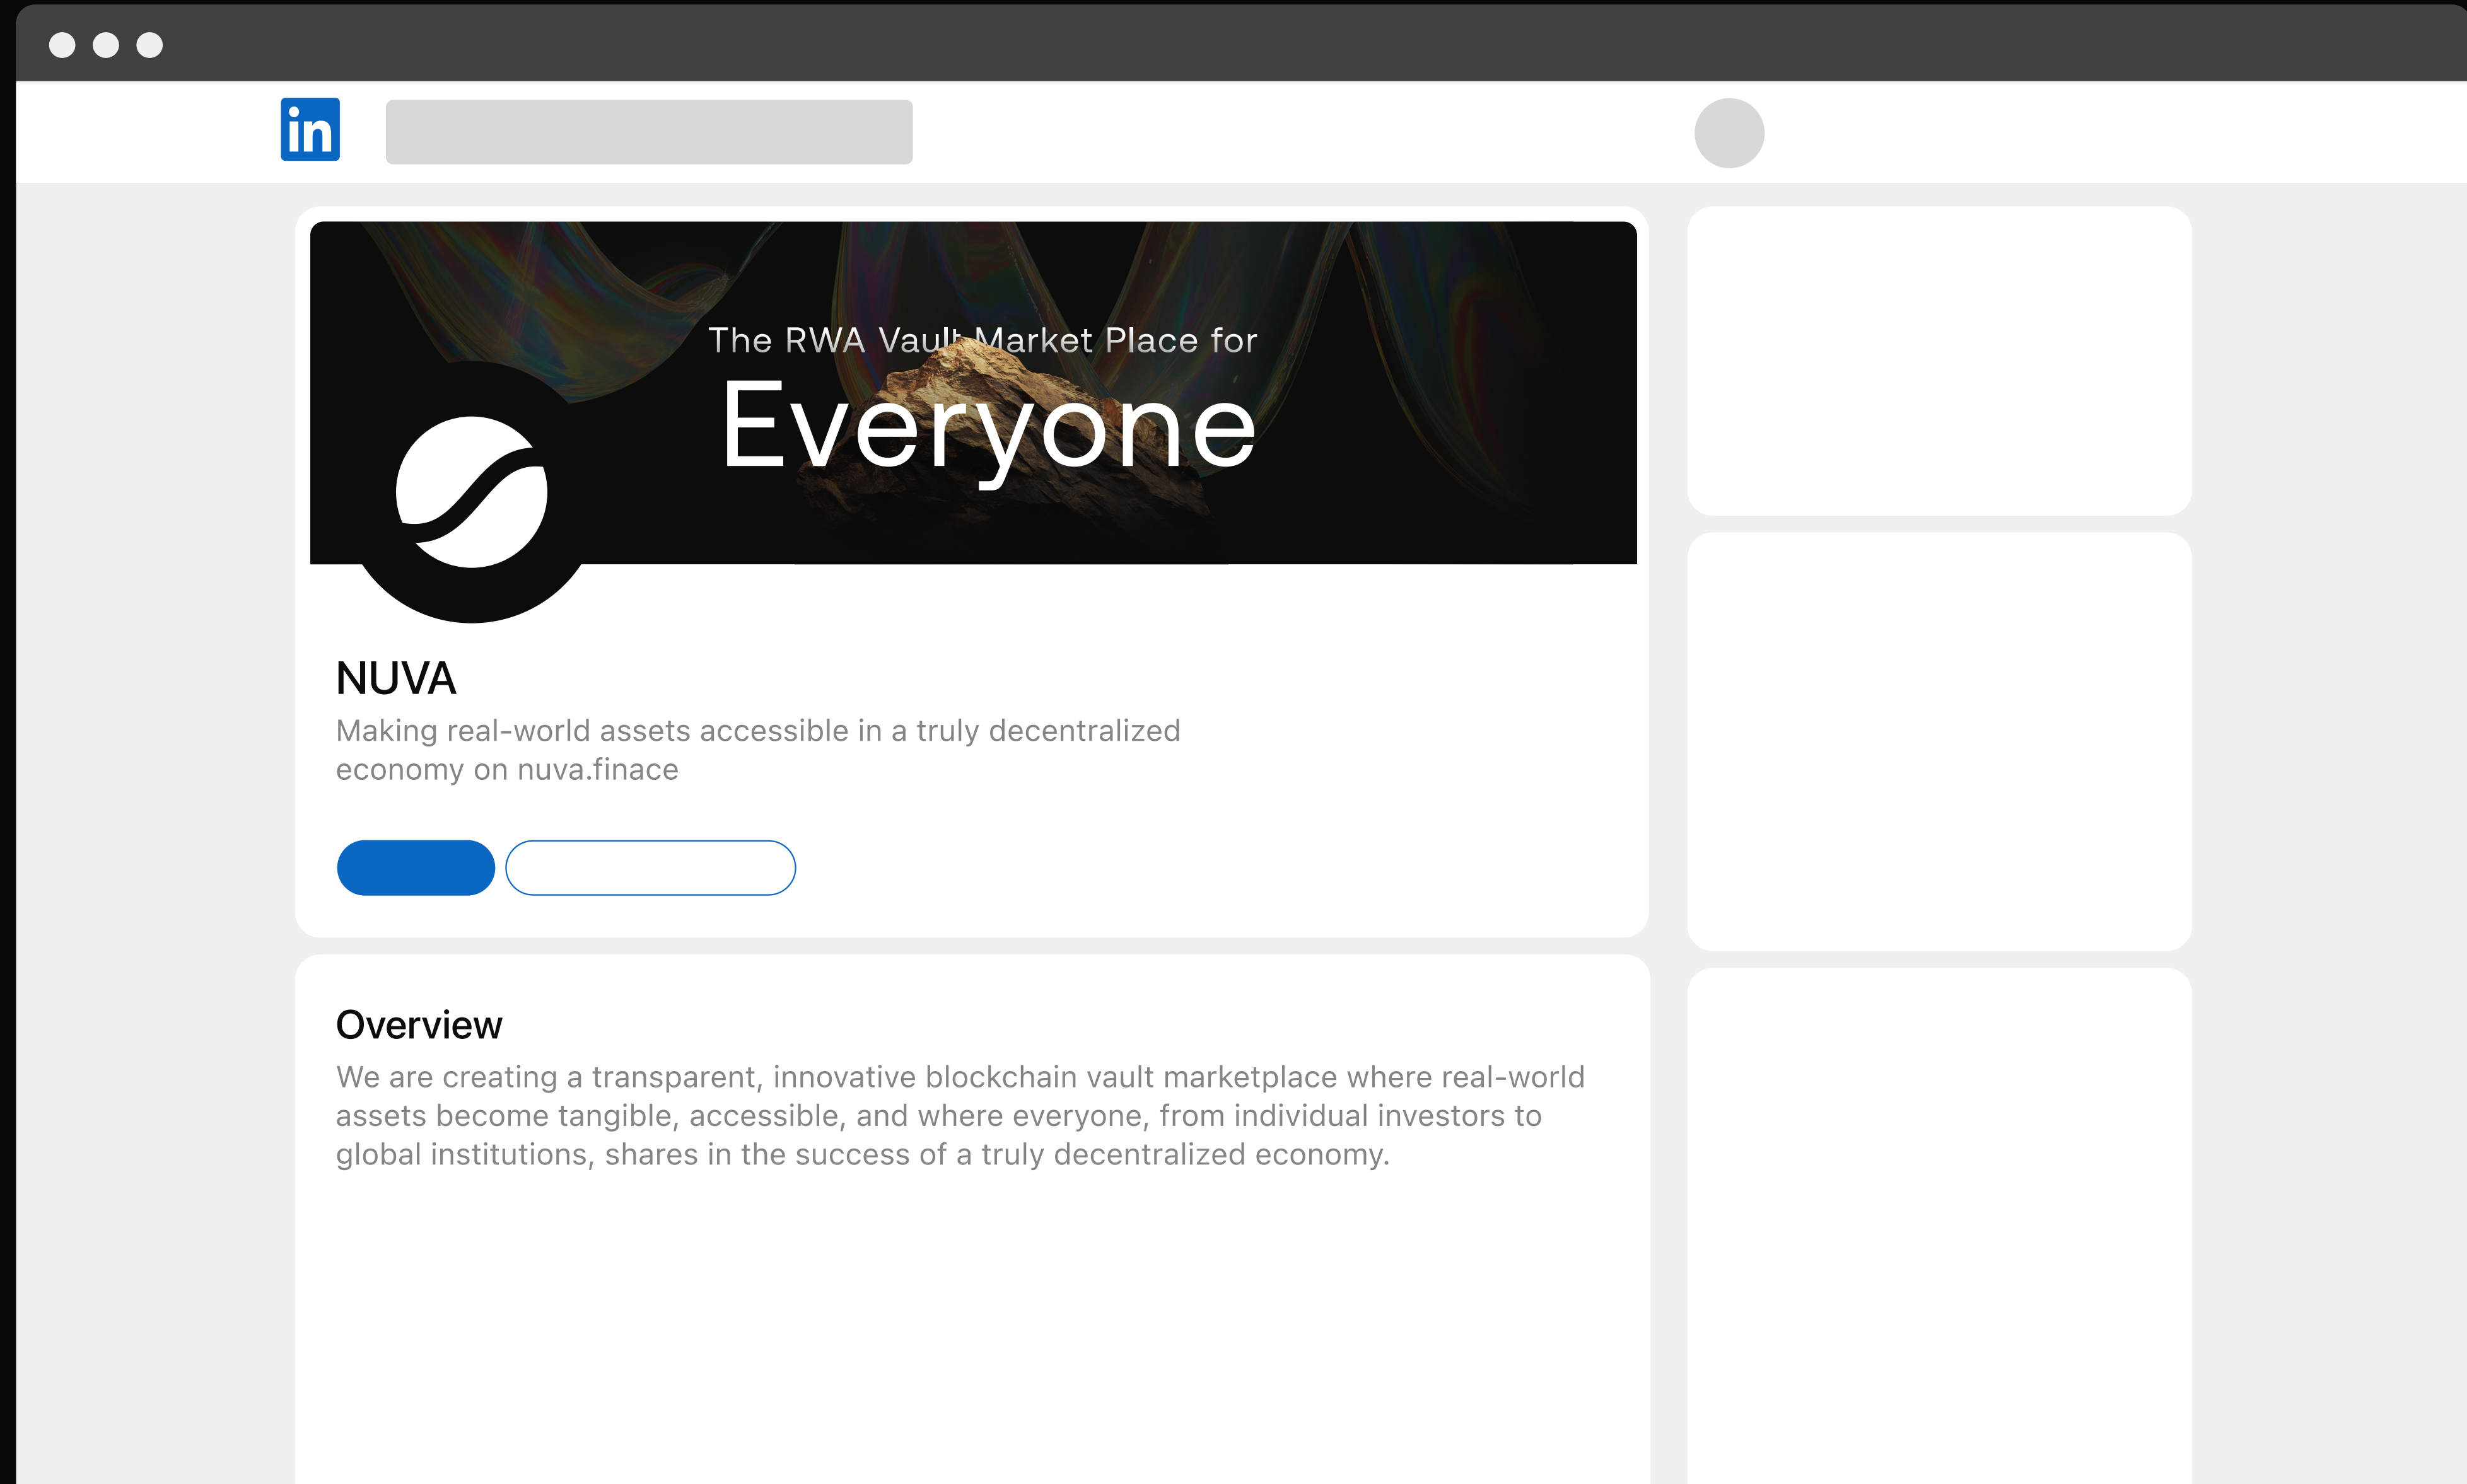 in
The RWA Vault Market Place for
Everyone
NUVA
Making real-world assets accessible in a truly decentralized
economy on nuva.finace
Overview
We are creating a transparent, innovative blockchain vault marketplace where real-world
assets become tangible, accessible, and where everyone, from individual investors to
global institutions, shares in the success of a truly decentralized economy.